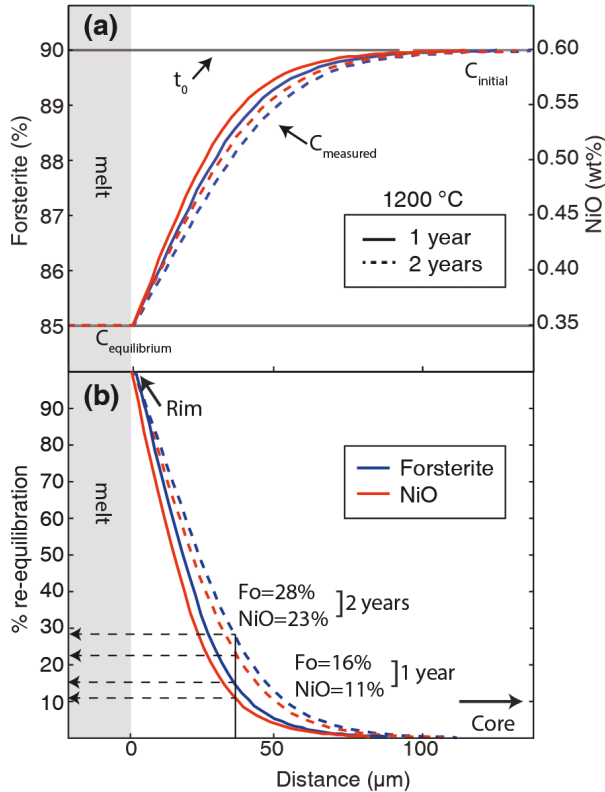 (a)
90
89
88
87
86
85
Forsterite (%)
melt
t0
Cinitial
Cmeasured
1200 °C
1 year
2 years
Cequilibrium
0.60
0.55
0.50
0.45
0.40
0.35
NiO (wt%)
(b)
Rim
90
80
70
60
50
40
30
20
10
% re-equilibration
melt
Forsterite
NiO
Fo=28%
NiO=23%
2 years
Fo=16%
NiO=11%
1 year
Core
0
50
100
Distance (µm)